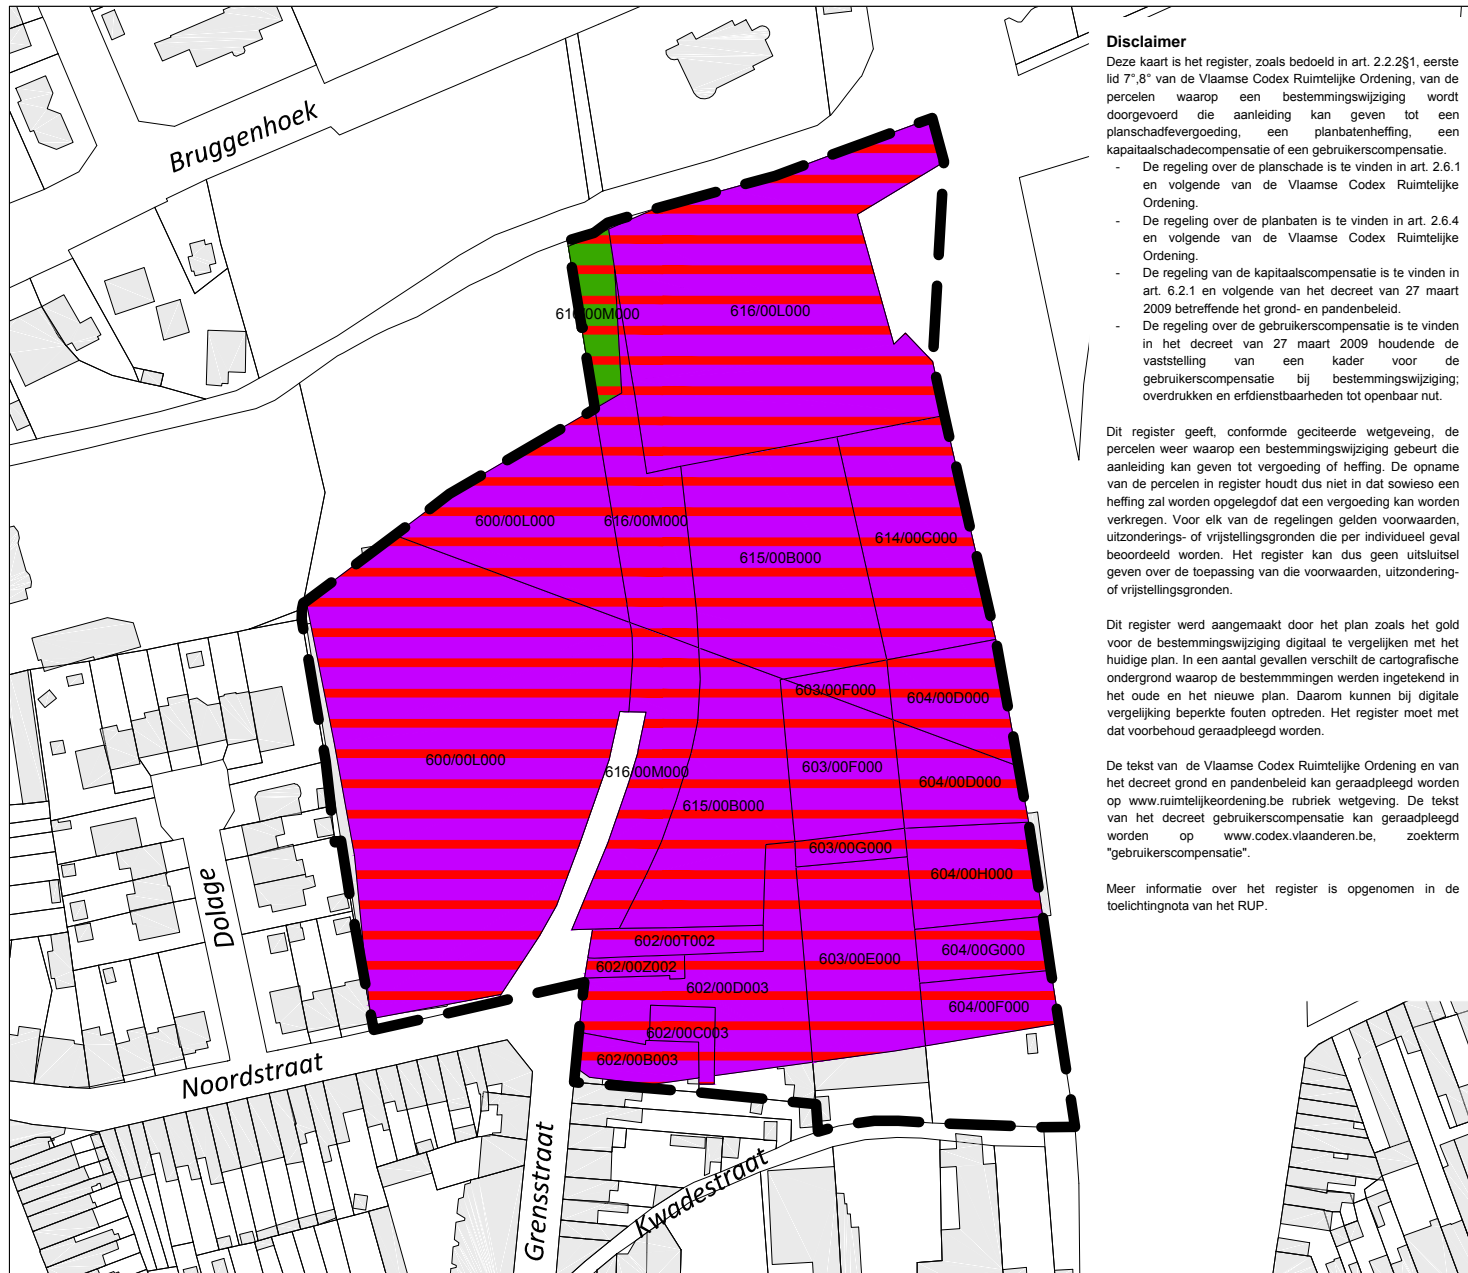 Disclaimer
Deze kaart is het register, zoals bedoeld in art. 2.2.2§1, eerste
lid 7°,8° van de Vlaamse Codex Ruimtelijke Ordening, van de
percelen waarop een bestemmingswijziging wordt
doorgevoerd die aanleiding kan geven tot een
planschadfevergoeding, een planbatenheffing, een
kapaitaalschadecompensatie of een gebruikerscompensatie.
- De regeling over de planschade is te vinden in art. 2.6.1
en volgende van de Vlaamse Codex Ruimtelijke
Ordening.
- De regeling over de planbaten is te vinden in art. 2.6.4
en volgende van de Vlaamse Codex Ruimtelijke
Ordening.
- De regeling van de kapitaalscompensatie is te vinden in
art. 6.2.1 en volgende van het decreet van 27 maart
2009 betreffende het grond- en pandenbeleid.
- De regeling over de gebruikerscompensatie is te vinden
in het decreet van 27 maart 2009 houdende de
vaststelling van een kader voor de
gebruikerscompensatie bij bestemmingswijziging;
overdrukken en erfdienstbaarheden tot openbaar nut.
Dit register geeft, conformde geciteerde wetgeveing, de
percelen weer waarop een bestemmingswijziging gebeurt die
aanleiding kan geven tot vergoeding of heffing. De opname
van de percelen in register houdt dus niet in dat sowieso een
heffing zal worden opgelegdof dat een vergoeding kan worden
verkregen. Voor elk van de regelingen gelden voorwaarden,
uitzonderings- of vrijstellingsgronden die per individueel geval
beoordeeld worden. Het register kan dus geen uitsluitsel
geven over de toepassing van die voorwaarden, uitzondering-
of vrijstellingsgronden.
Dit register werd aangemaakt door het plan zoals het gold
voor de bestemmingswijziging digitaal te vergelijken met het
huidige plan. In een aantal gevallen verschilt de cartografische
ondergrond waarop de bestemmmingen werden ingetekend in
het oude en het nieuwe plan. Daarom kunnen bij digitale
vergelijking beperkte fouten optreden. Het register moet met
dat voorbehoud geraadpleegd worden.
De tekst van de Vlaamse Codex Ruimtelijke Ordening en van
het decreet grond en pandenbeleid kan geraadpleegd worden
op www.ruimtelijkeordening.be rubriek wetgeving. De tekst
van het decreet gebruikerscompensatie kan geraadpleegd
worden op www.codex.vlaanderen.be, zoekterm
"gebruikerscompensatie".
Meer informatie over het register is opgenomen in de
toelichtingnota van het RUP.
Bruggenhoek
616/00M000
616/00L000
600/00L000
616/00M000
614/00C000
615/00B000
603/00F000
604/00D000
600/00L000
616/00M000
603/00F000
604/00D000
615/00B000
603/00G000
604/00H000
Dolage
602/00T002
604/00G000
603/00E000
602/00Z002
602/00D003
604/00F000
602/00C003
602/00B003
Noordstraat
Grensstraat
Kwadestraat